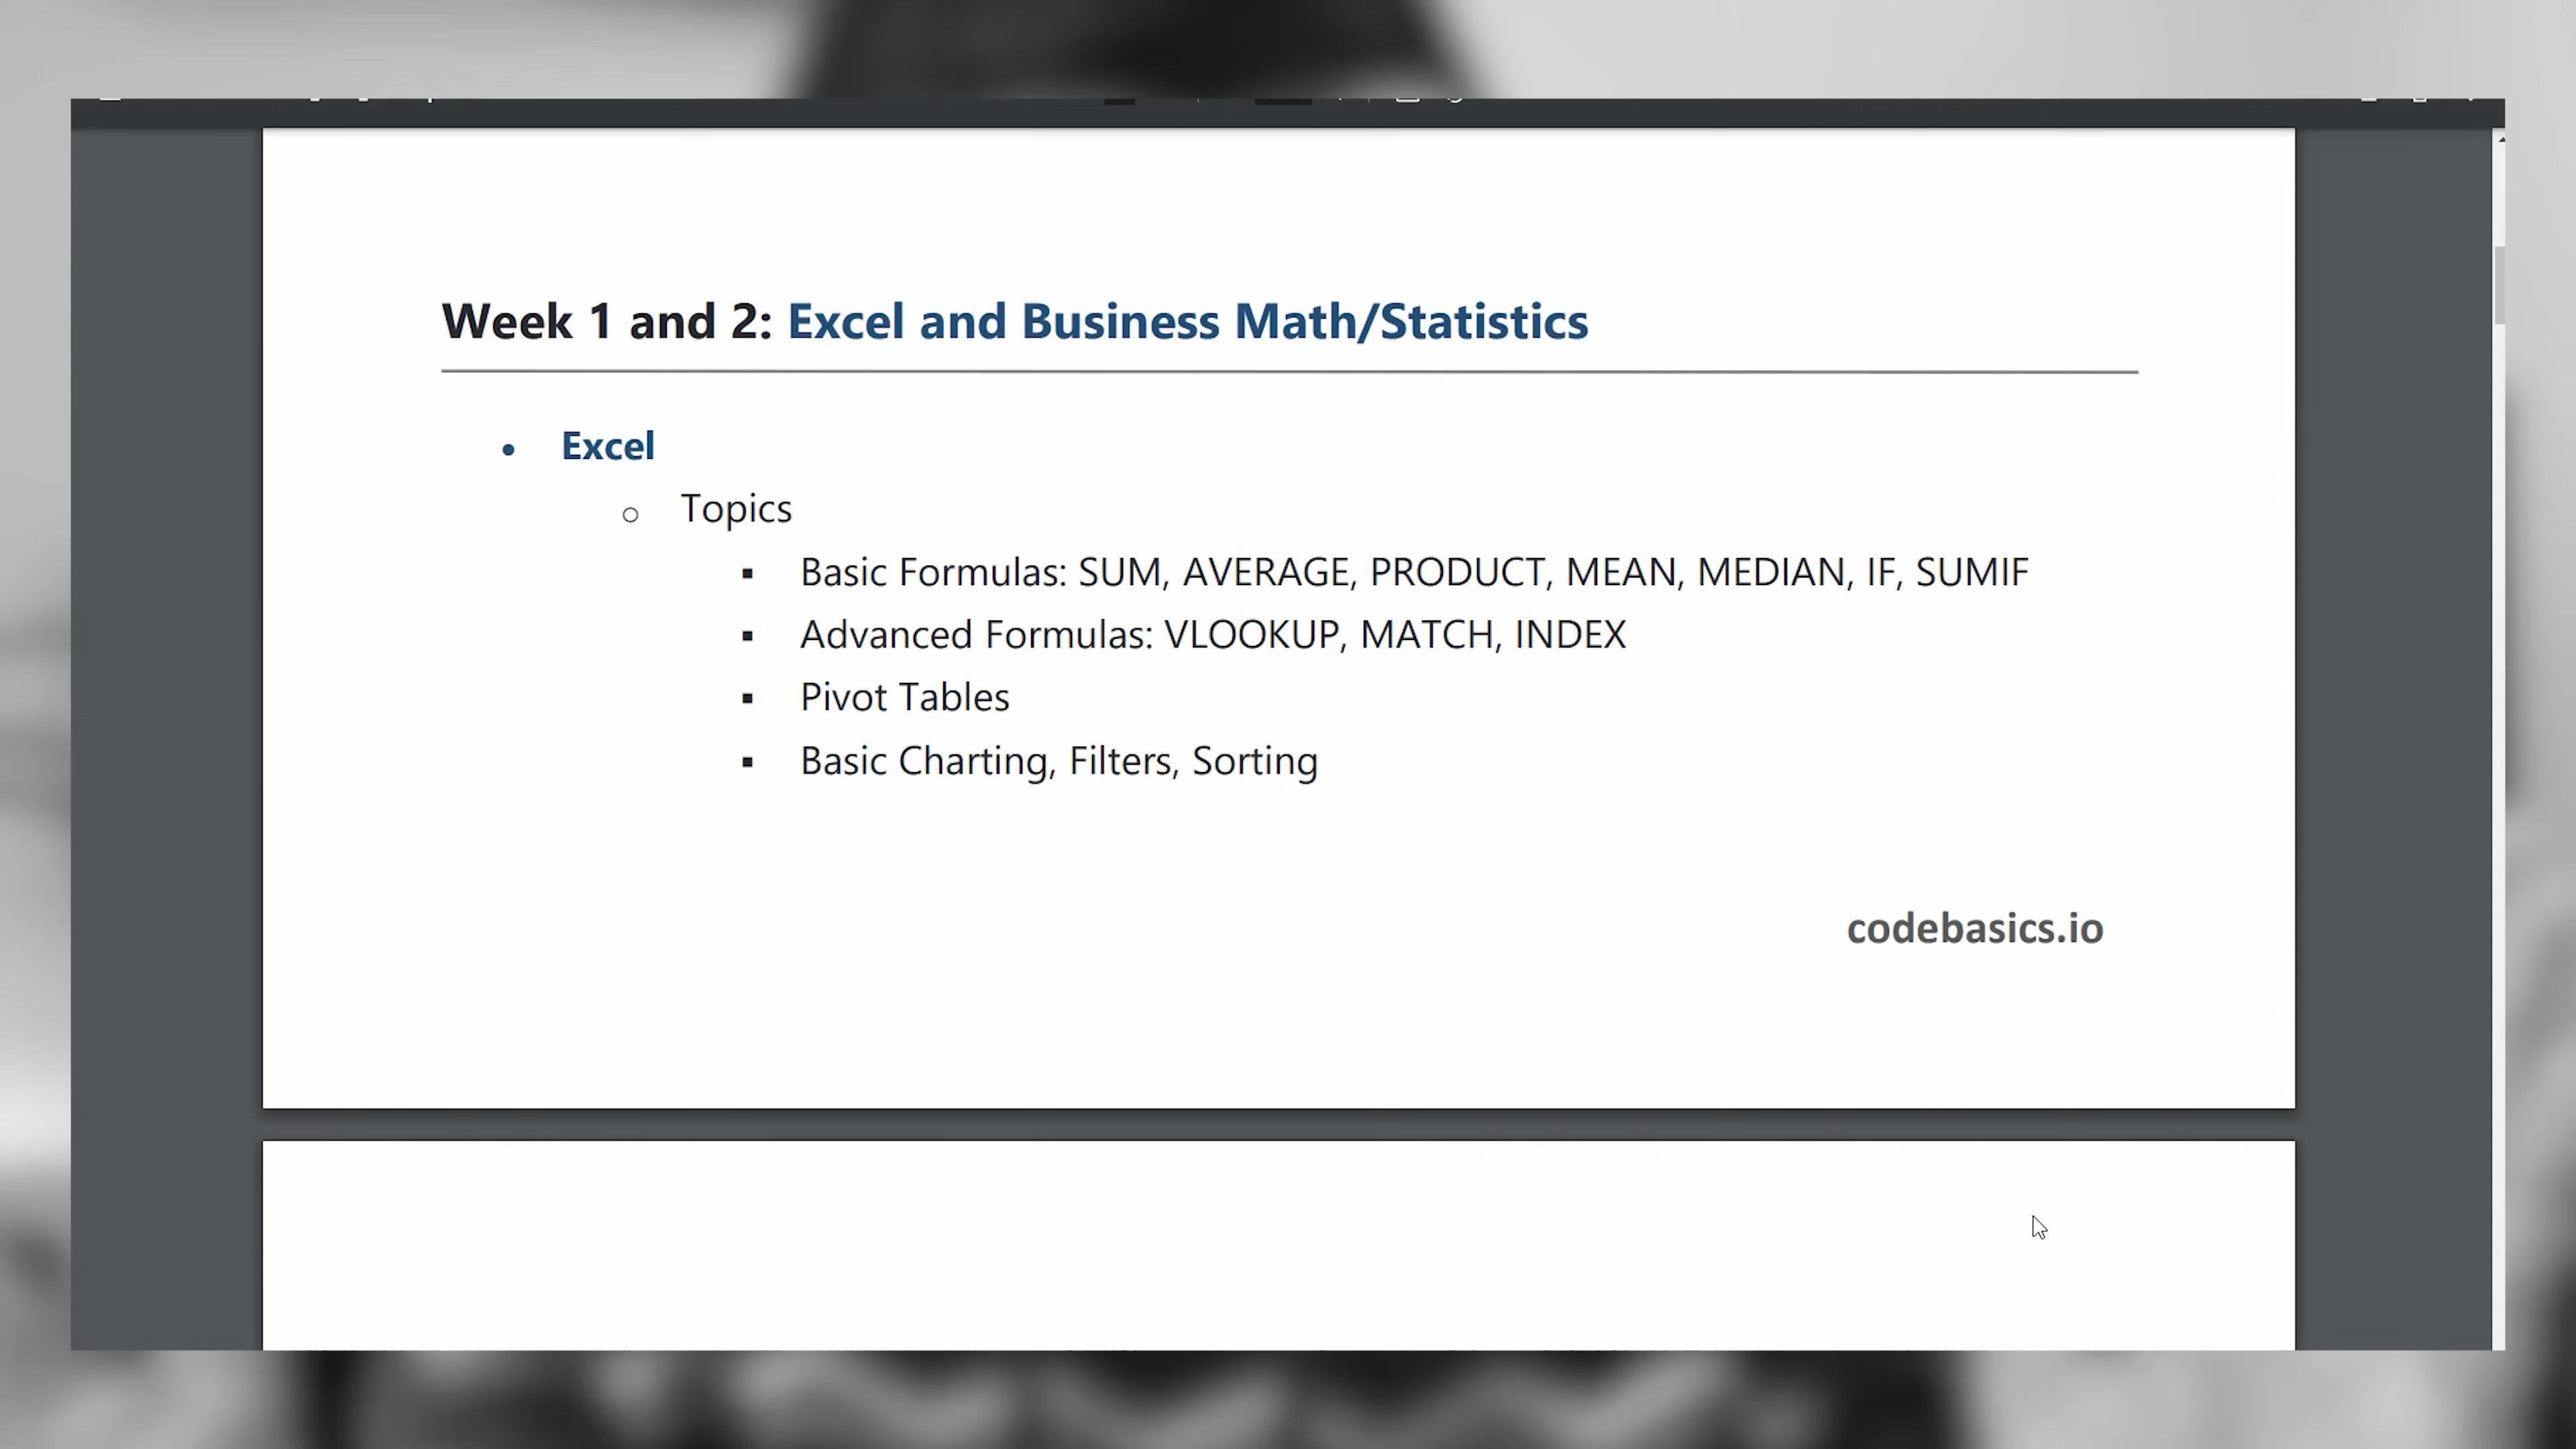 Week 1 and 2: Excel and Business Math/Statistics
• Excel
○ Topics
▪ Basic Formulas: SUM, AVERAGE, PRODUCT, MEAN, MEDIAN, IF, SUMIF
▪ Advanced Formulas: VLOOKUP, MATCH, INDEX
▪ Pivot Tables
▪ Basic Charting, Filters, Sorting
codebasics.io